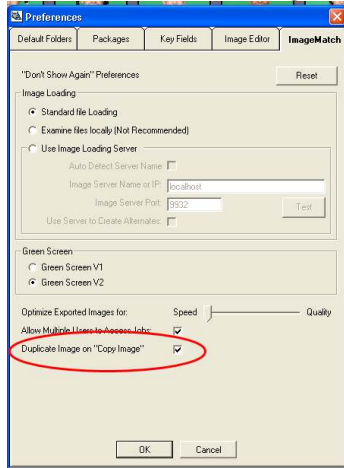 Preferences
Default Folders Packages Key Fields Image Editor ImageMatch
"Don't Show Again" Preferences Reset
Image Loading
Standard file Loading
Examine files locally (Not Recommended)
Use Image Loading Server
Auto Detect Server Name
Image Server Name or IP: localhost
Image Server Port: 9932 Test
Use Server to Create Alternates:
Green Screen
Green Screen V1
Green Screen V2
Optimize Exported Images for: Speed Quality
Allow Multiple Users to Access Jobs:
Duplicate Image on "Copy Image"
OK Cancel